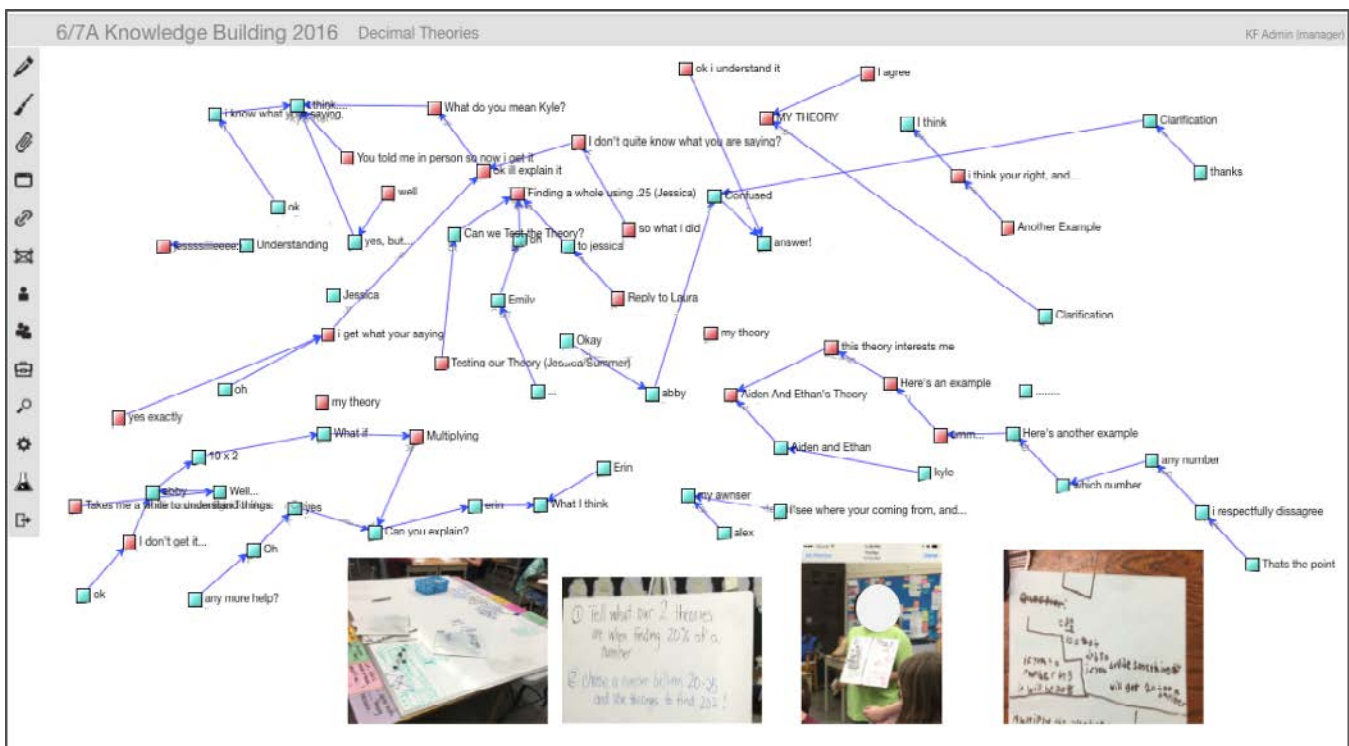 6/7A Knowledge Building 2016 Decimal Theories KF Admin (manager)
ok i understand it
I agree
i know what your saying.
I think....
What do you mean Kyle?
MY THEORY
I think
Clarification
I don't quite know what you are saying?
You told me in person so now i get it
ok ill explain it
i think your right, and...
thanks
well
Finding a whole using .25 (Jessica)
Confused
ok
Another Example
so what i did
Can we Test the Theory?
oh
yes, but...
Understanding
to jessica
answer!
Jessica
Emily
Reply to Laura
Clarification
i get what your saying
my theory
Okay
this theory interests me
Testing our Theory (Jessica/Summer)
oh
...
abby
Aiden And Ethan's Theory
Here's an example
.........
my theory
yes exactly
What if
Multiplying
Here's another example
Aiden and Ethan
10 x 2
any number
Erin
kyle
which number
abby
Well...
my awnser
Takes me a while to understand things.
yes
erin
What I think
I see where your coming from, and...
i respectfully dissagree
Can you explain?
alex
I don't get it...
Oh
Thats the point
ok
any more help?
① Tell what our 2 theories
are when finding 20% of a
number
② chose a number between 20-25
and use theorys to find 20%!
Question: